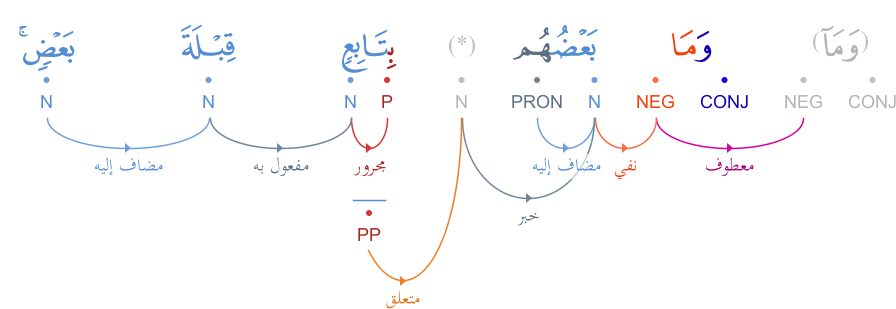 (وَمَآ) وَمَا بَعْضُهُم (*) بِتَابِعٍ قِبْلَةَ بَعْضٍ ۚ
CONJ NEG CONJ NEG N PRON N P N N N
معطوف نفي مضاف إليه مجرور مفعول به مضاف إليه
خبر
PP
متعلق